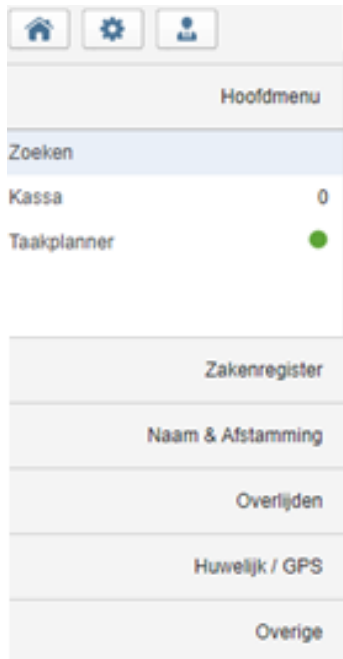 Hoofdmenu
Zoeken
Kassa 0
Taakplanner
Zakenregister
Naam & Afstamming
Overlijden
Huwelijk / GPS
Overige